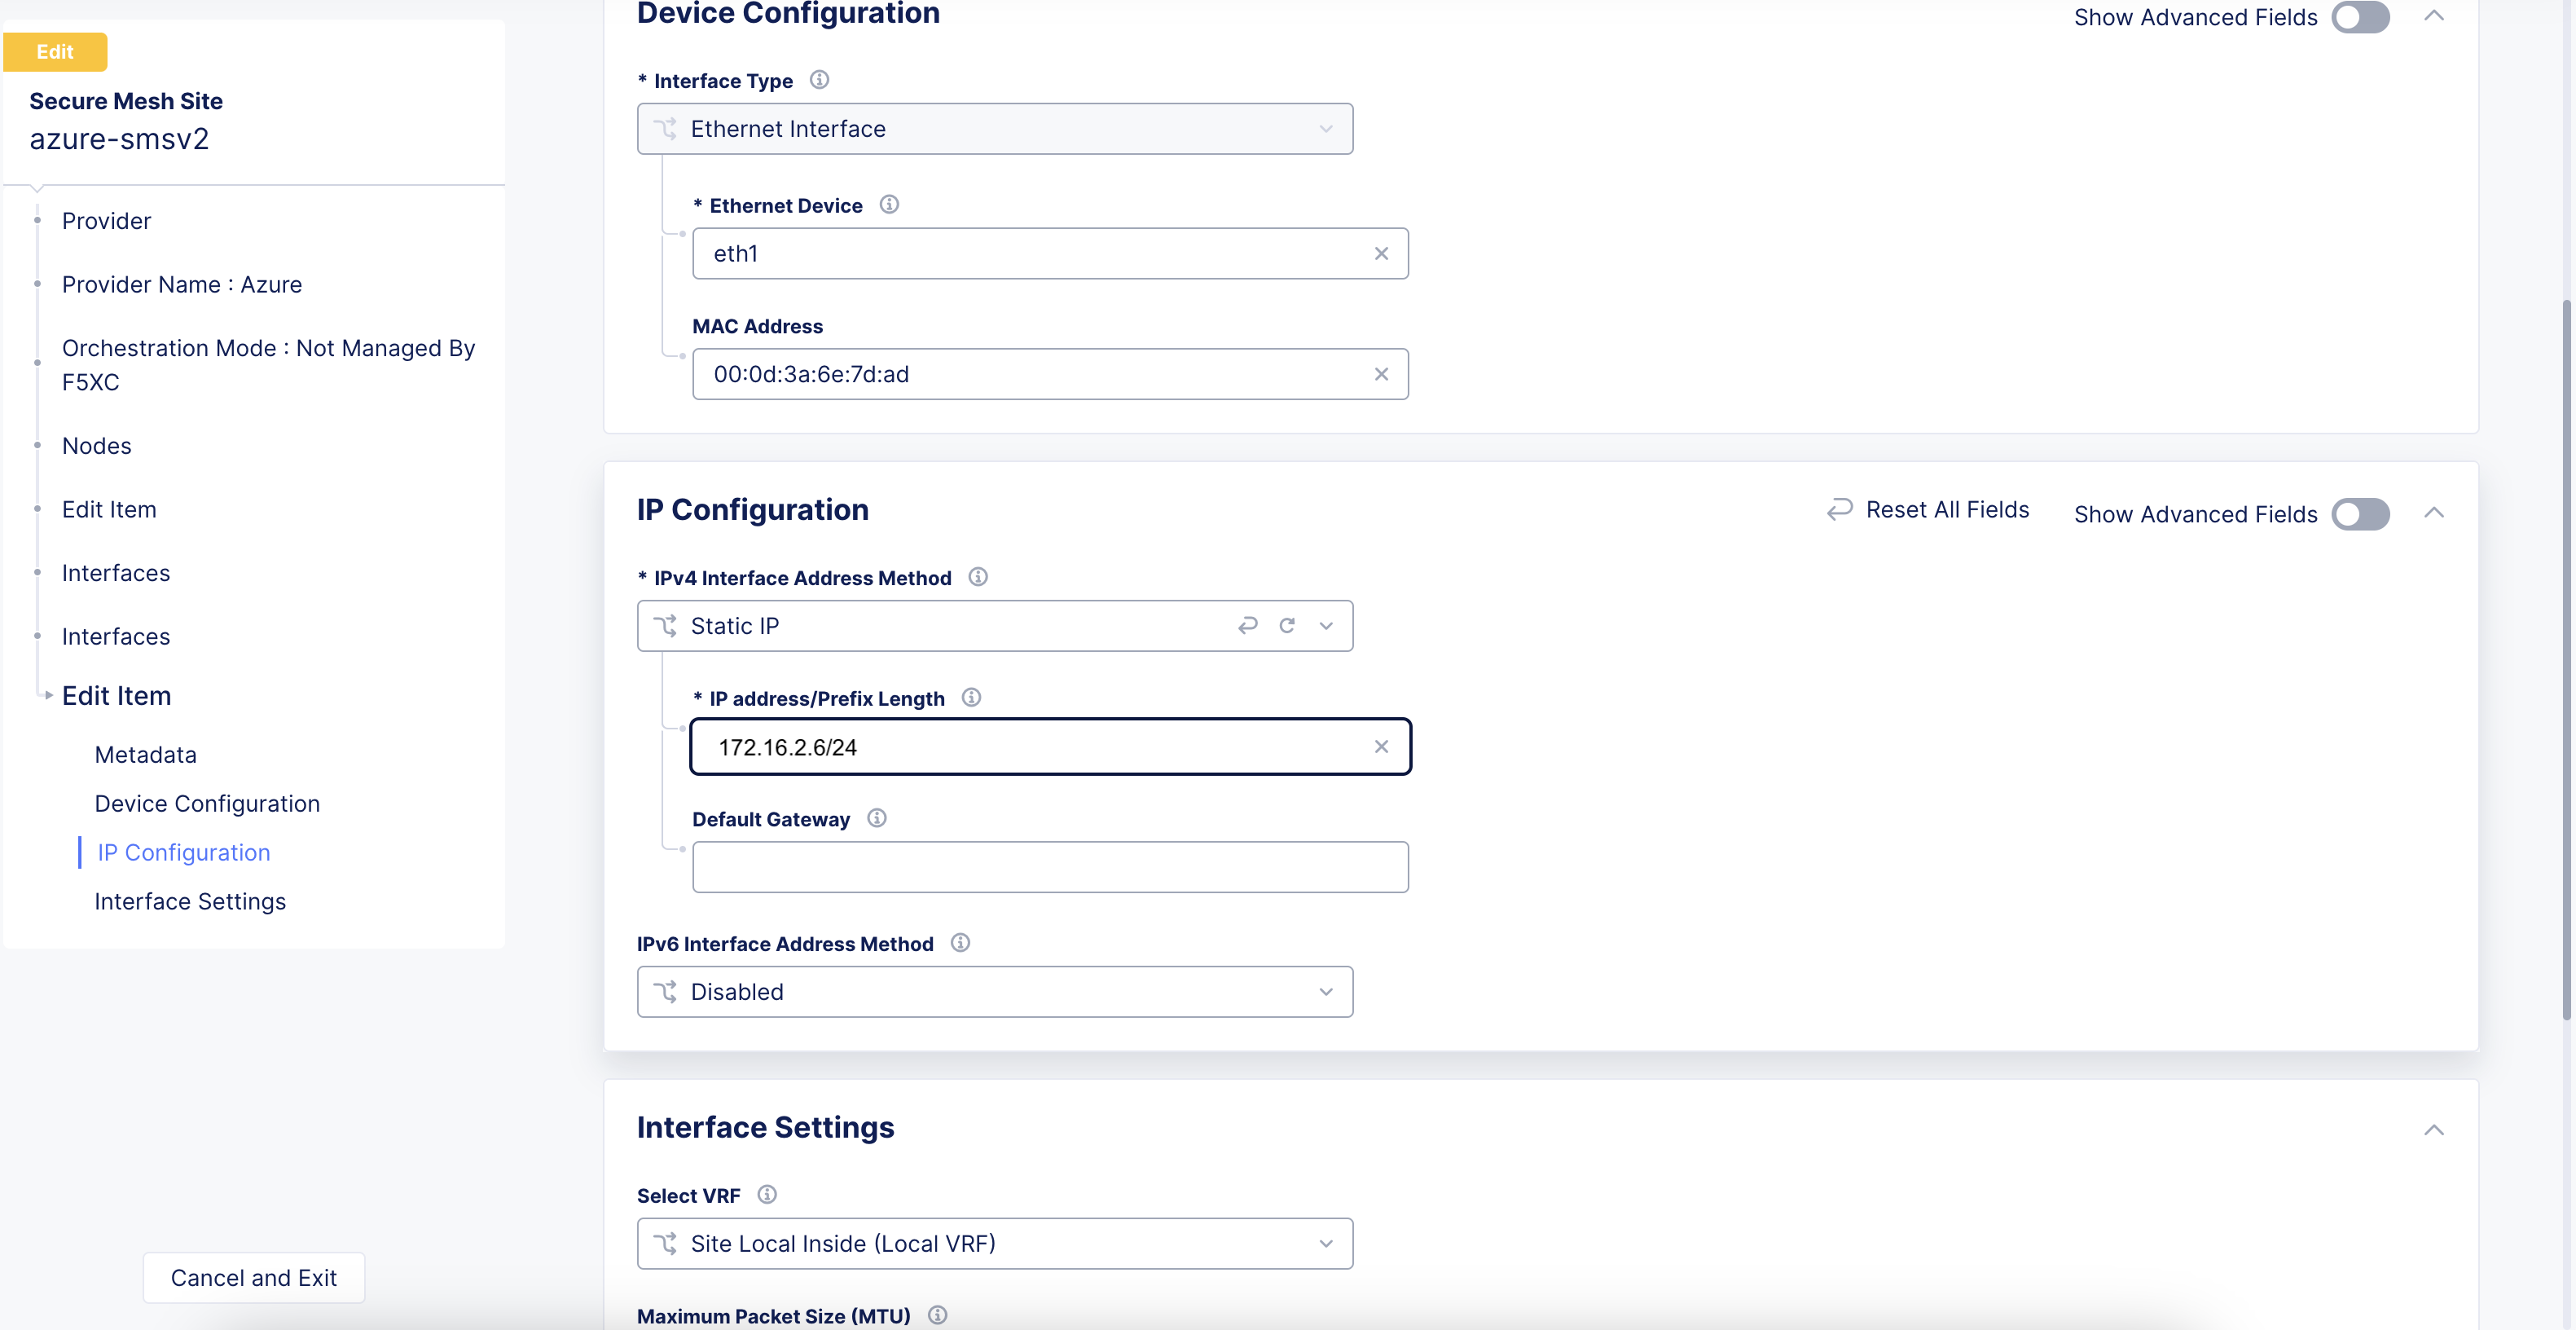 Edit
Secure Mesh Site
azure-smsv2
Provider
Provider Name : Azure
Orchestration Mode : Not Managed By
F5XC
Nodes
Edit Item
Interfaces
Interfaces
Edit Item
Metadata
Device Configuration
IP Configuration
Interface Settings
Cancel and Exit
Device Configuration
Show Advanced Fields
* Interface Type
Ethernet Interface
* Ethernet Device
eth1
MAC Address
00:0d:3a:6e:7d:ad
IP Configuration
Reset All Fields
Show Advanced Fields
* IPv4 Interface Address Method
Static IP
* IP address/Prefix Length
172.16.2.6/24
Default Gateway
IPv6 Interface Address Method
Disabled
Interface Settings
Select VRF
Site Local Inside (Local VRF)
Maximum Packet Size (MTU)